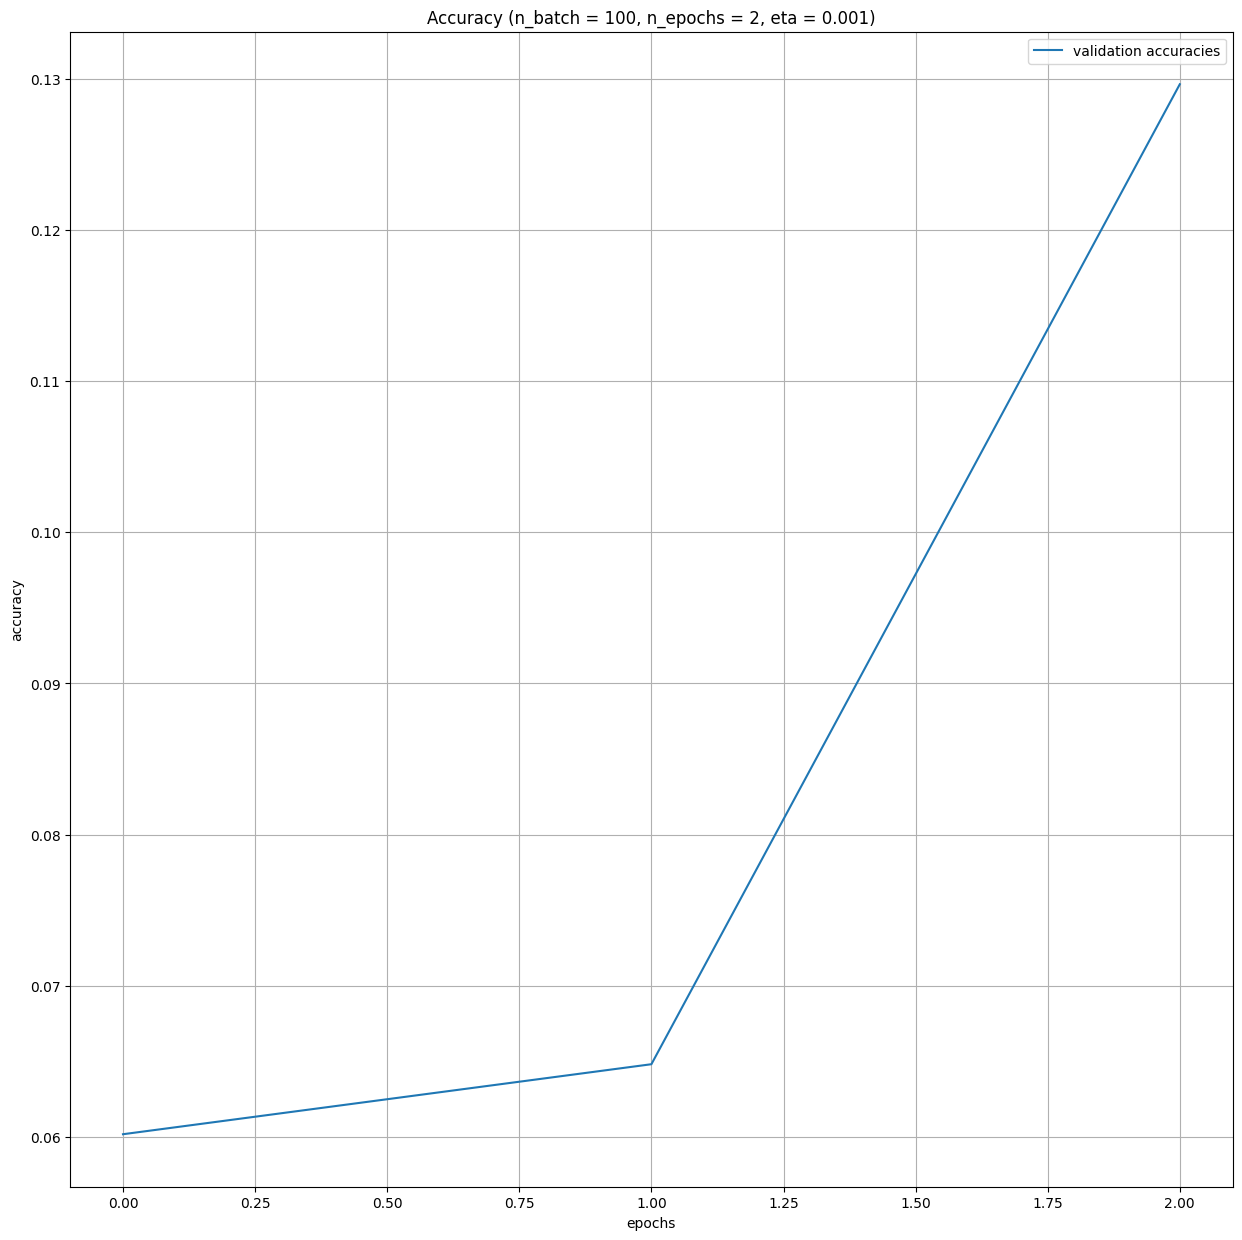 Accuracy (n_batch = 100, n_epochs = 2, eta = 0.001)
validation accuracies
0.13
0.12
0.11
0.10
0.09
0.08
0.07
0.06
accuracy
0.00 0.25 0.50 0.75 1.00 1.25 1.50 1.75 2.00
epochs